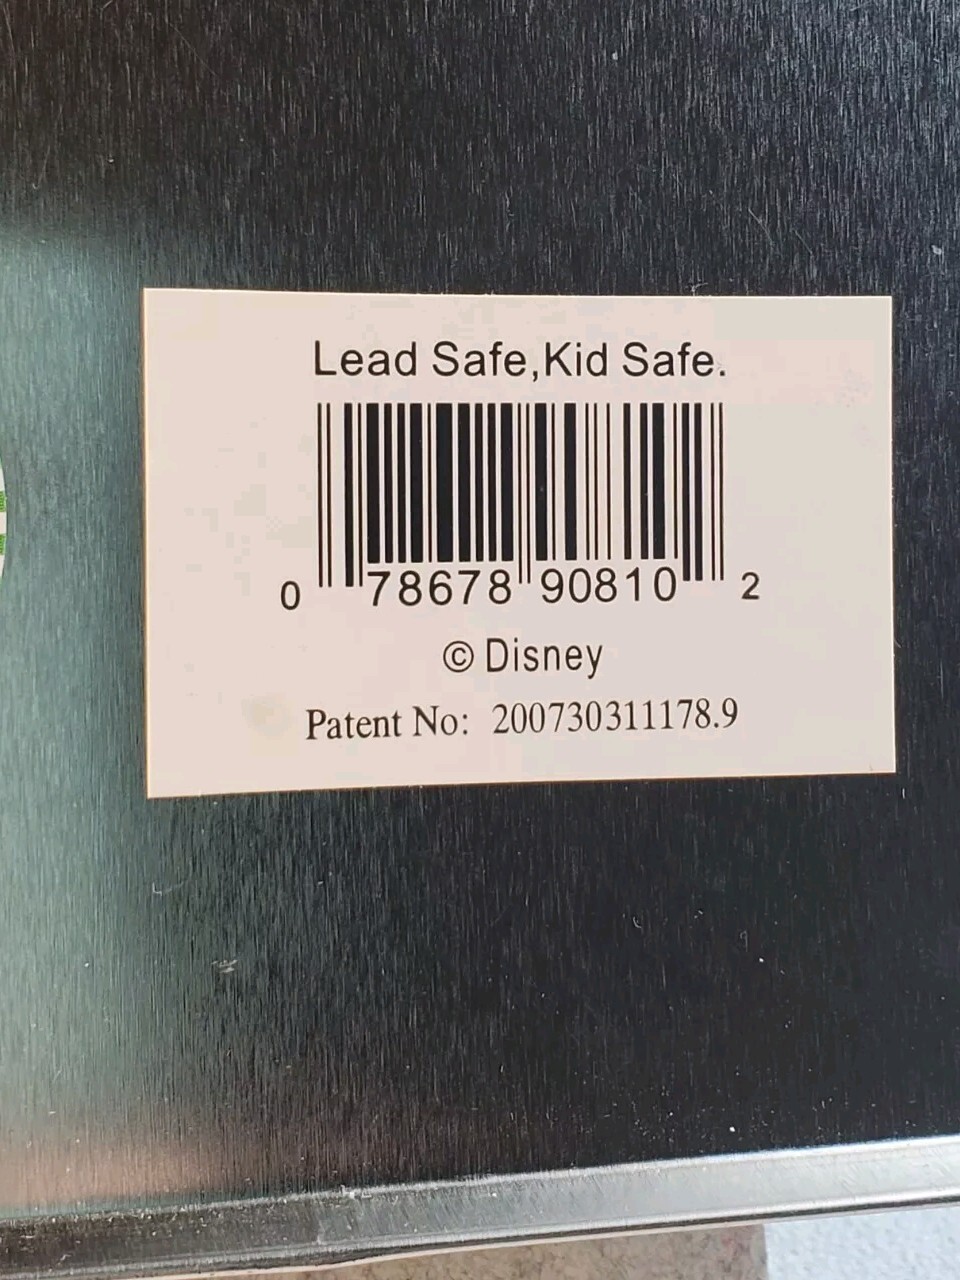 Lead Safe,Kid Safe.
0 78678 90810 2
© Disney
Patent No: 200730311178.9